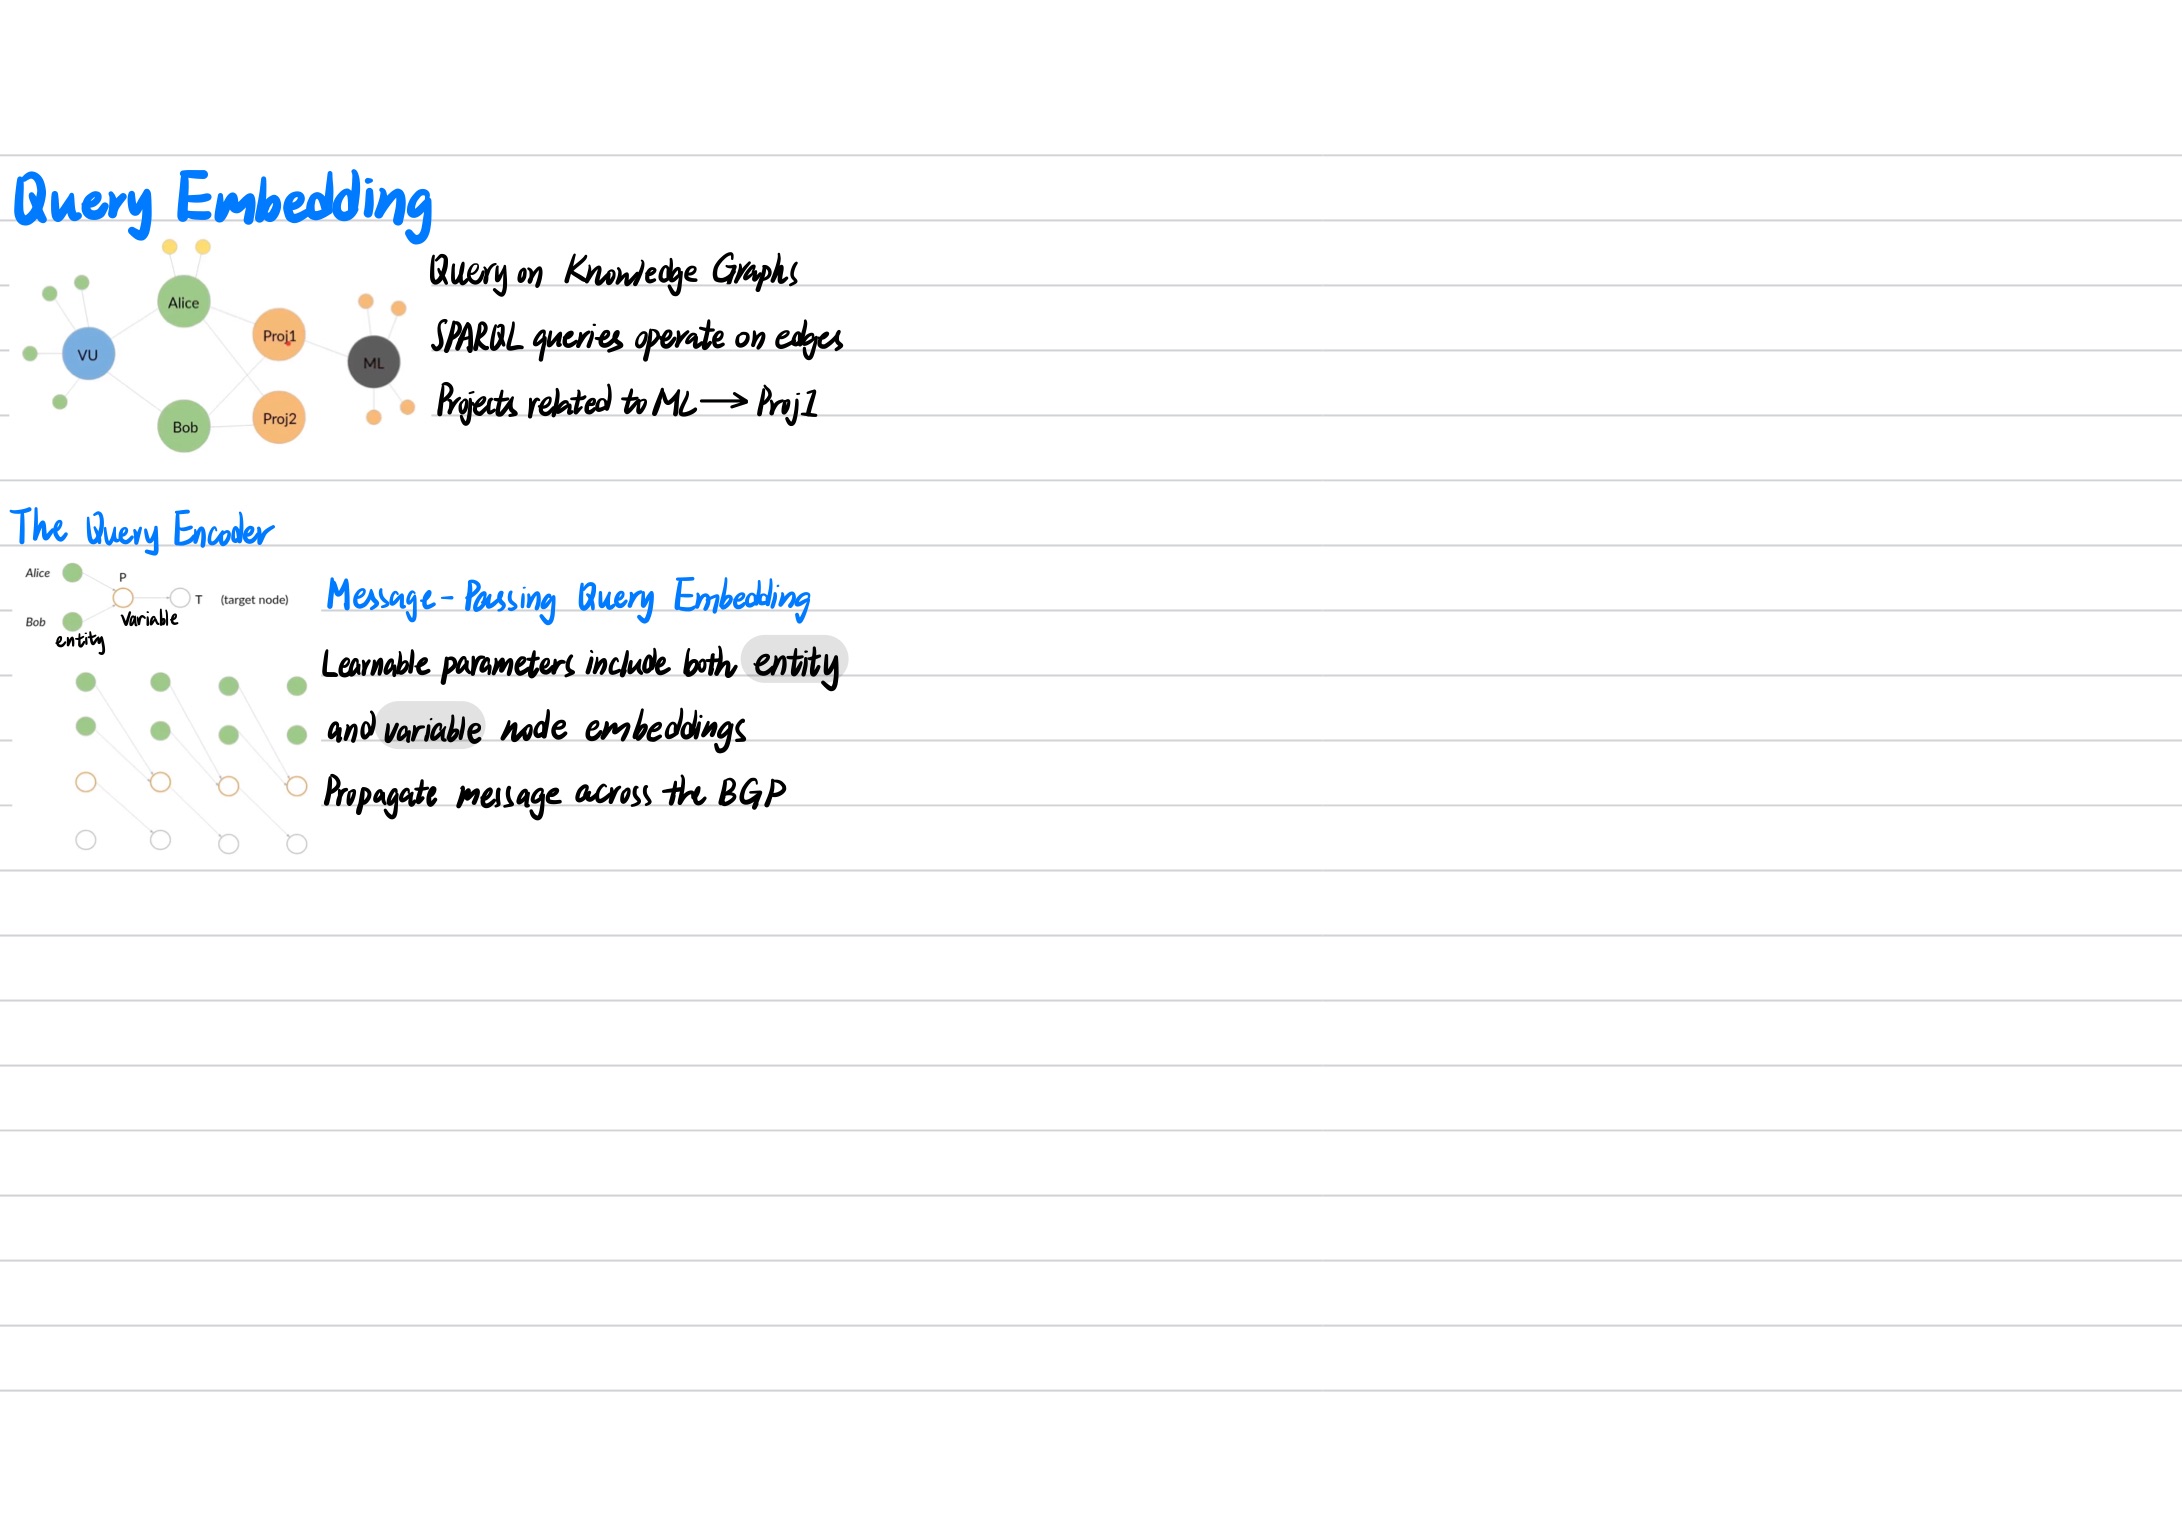 Query Embedding
Alice
VU
Proj1
ML
Bob
Proj2
Query on Knowledge Graphs
SPARQL queries operate on edges
Projects related to ML → Proj1
The Query Encoder
Alice
P
T (target node)
Bob
variable
entity
Message-Passing Query Embedding
Learnable parameters include both entity
and variable node embeddings
Propagate message across the BGP